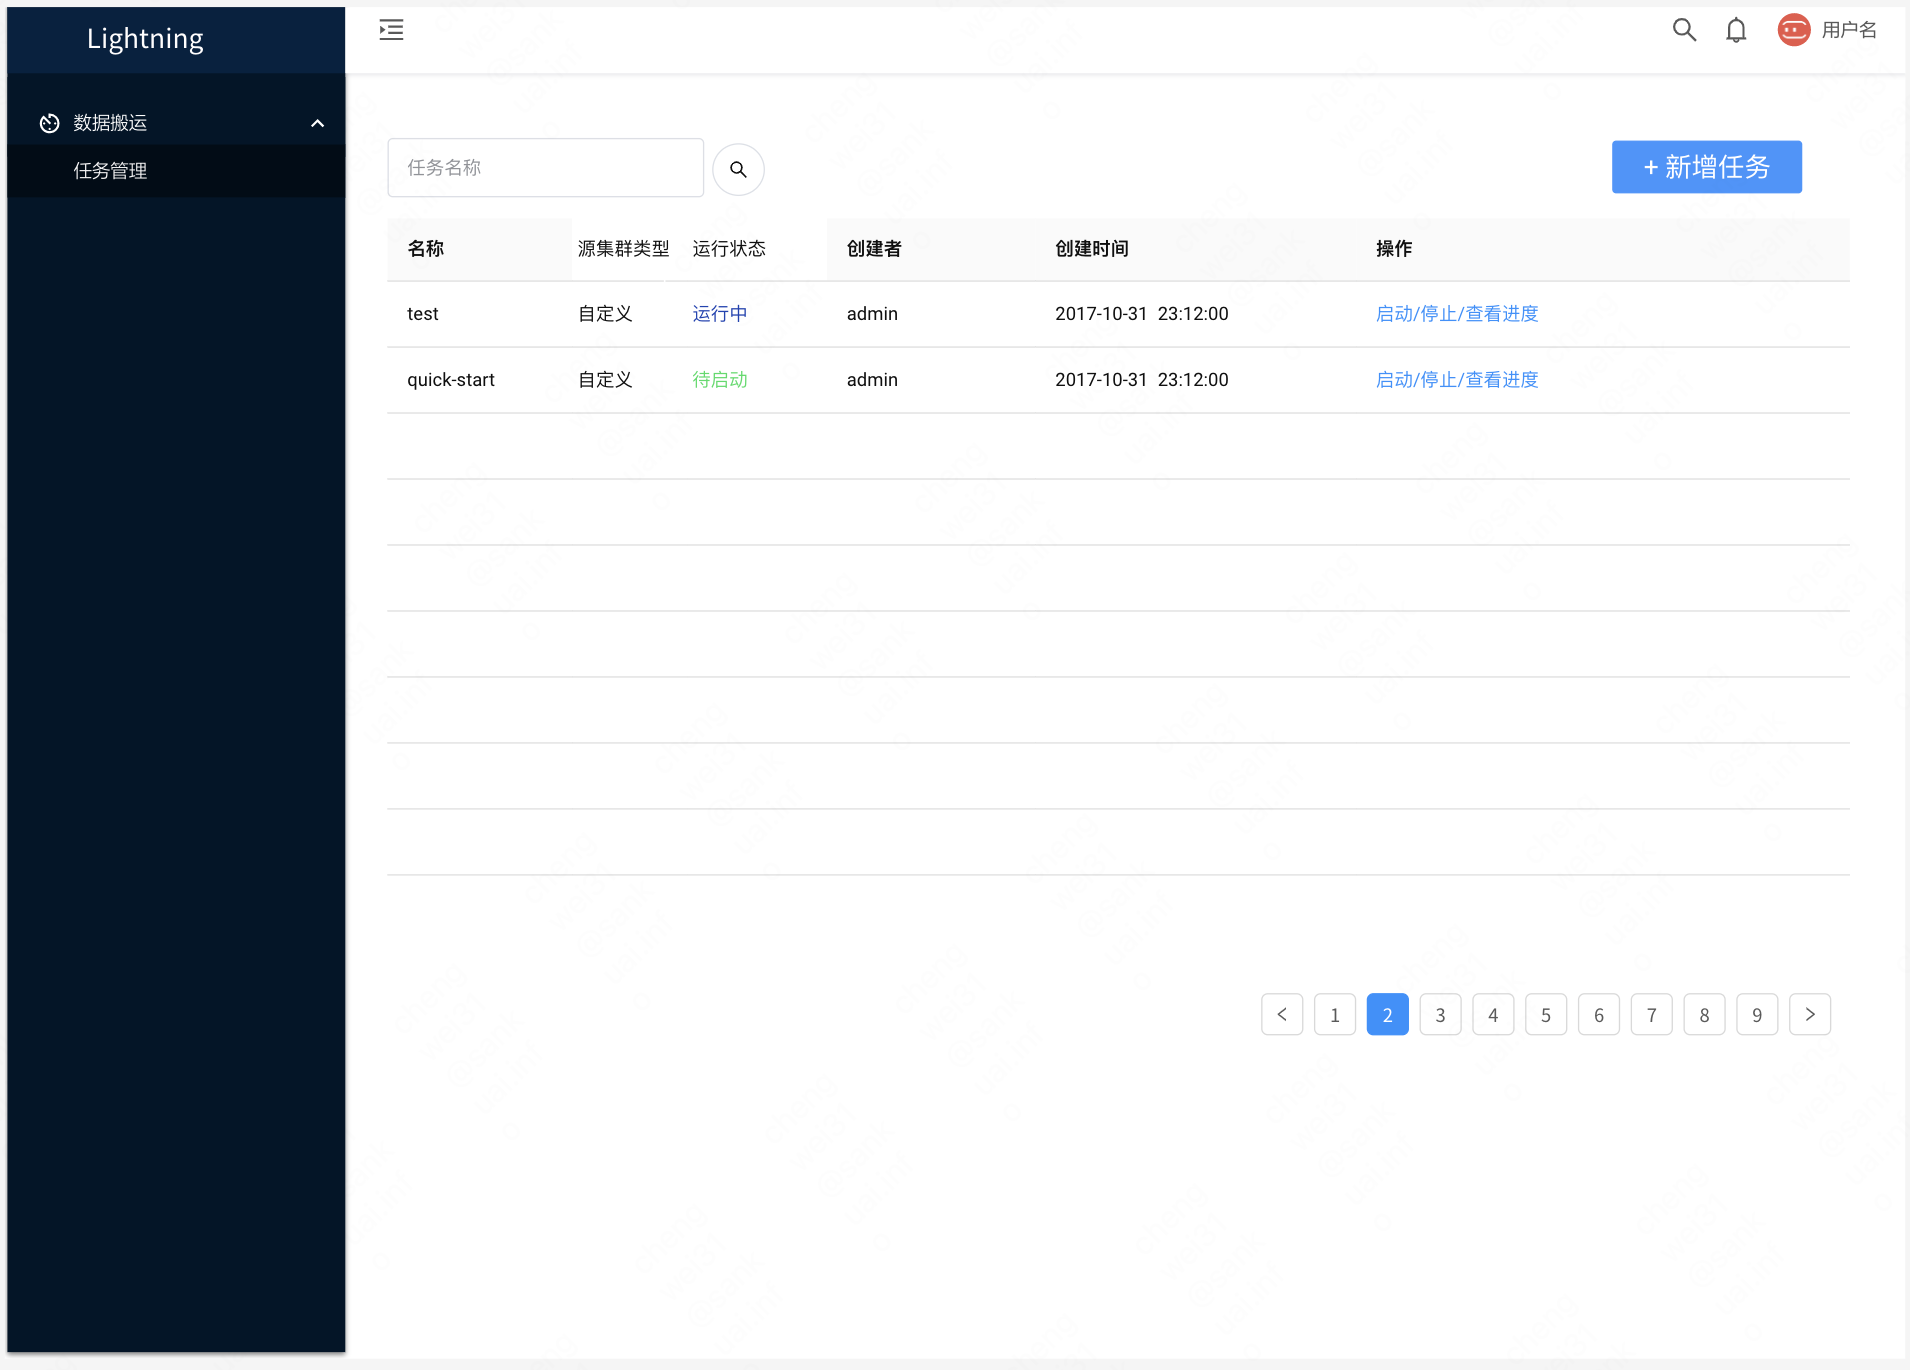 Lightning
用户名
数据搬运
任务管理
任务名称
+ 新增任务
名称 源集群类型 运行状态 创建者 创建时间 操作
test 自定义 运行中 admin 2017-10-31 23:12:00 启动/停止/查看进度
quick-start 自定义 待启动 admin 2017-10-31 23:12:00 启动/停止/查看进度
< 1 2 3 4 5 6 7 8 9 >